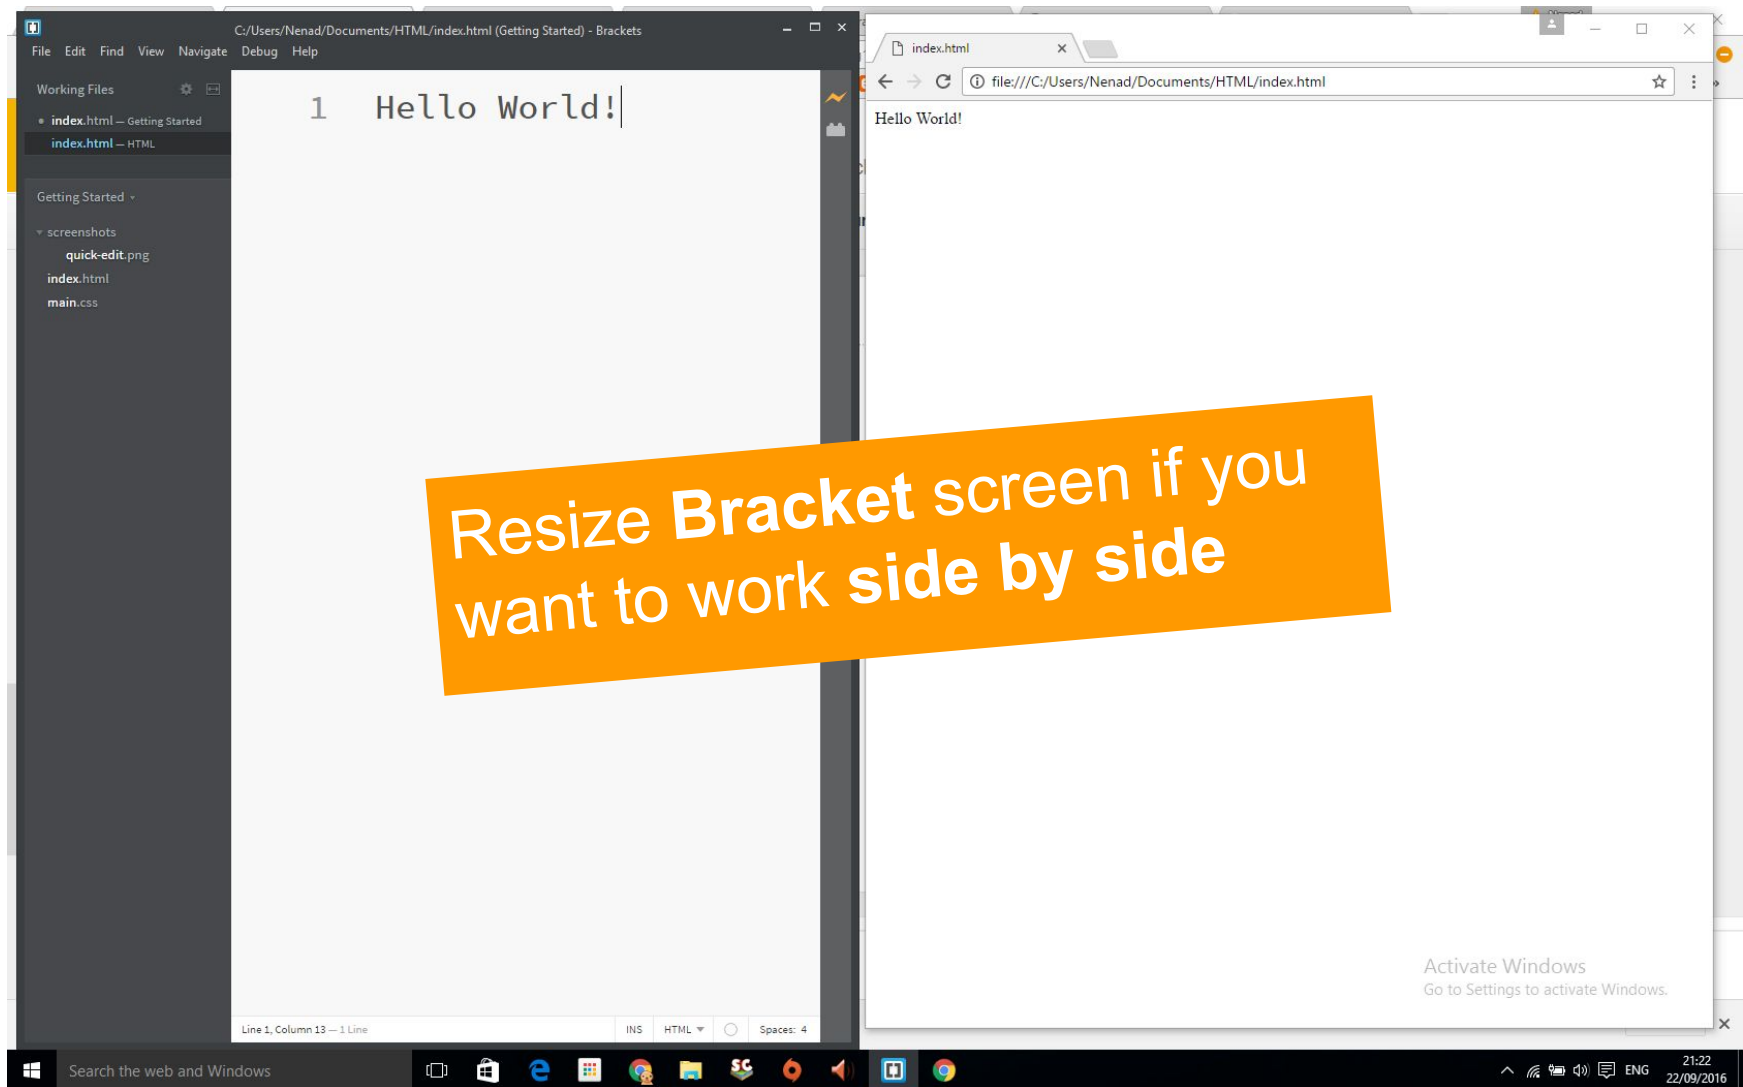 C:/Users/Nenad/Documents/HTML/index.html (Getting Started) - Brackets
File Edit Find View Navigate Debug Help
Working Files
index.html — Getting Started
index.html — HTML
Getting Started
screenshots
quick-edit.png
index.html
main.css
1 Hello World!
Line 1, Column 13 — 1 Line
INS HTML Spaces: 4
index.html
file:///C:/Users/Nenad/Documents/HTML/index.html
Hello World!
Resize Bracket screen if you
want to work side by side
Activate Windows
Go to Settings to activate Windows.
Search the web and Windows
ENG
21:22
22/09/2016